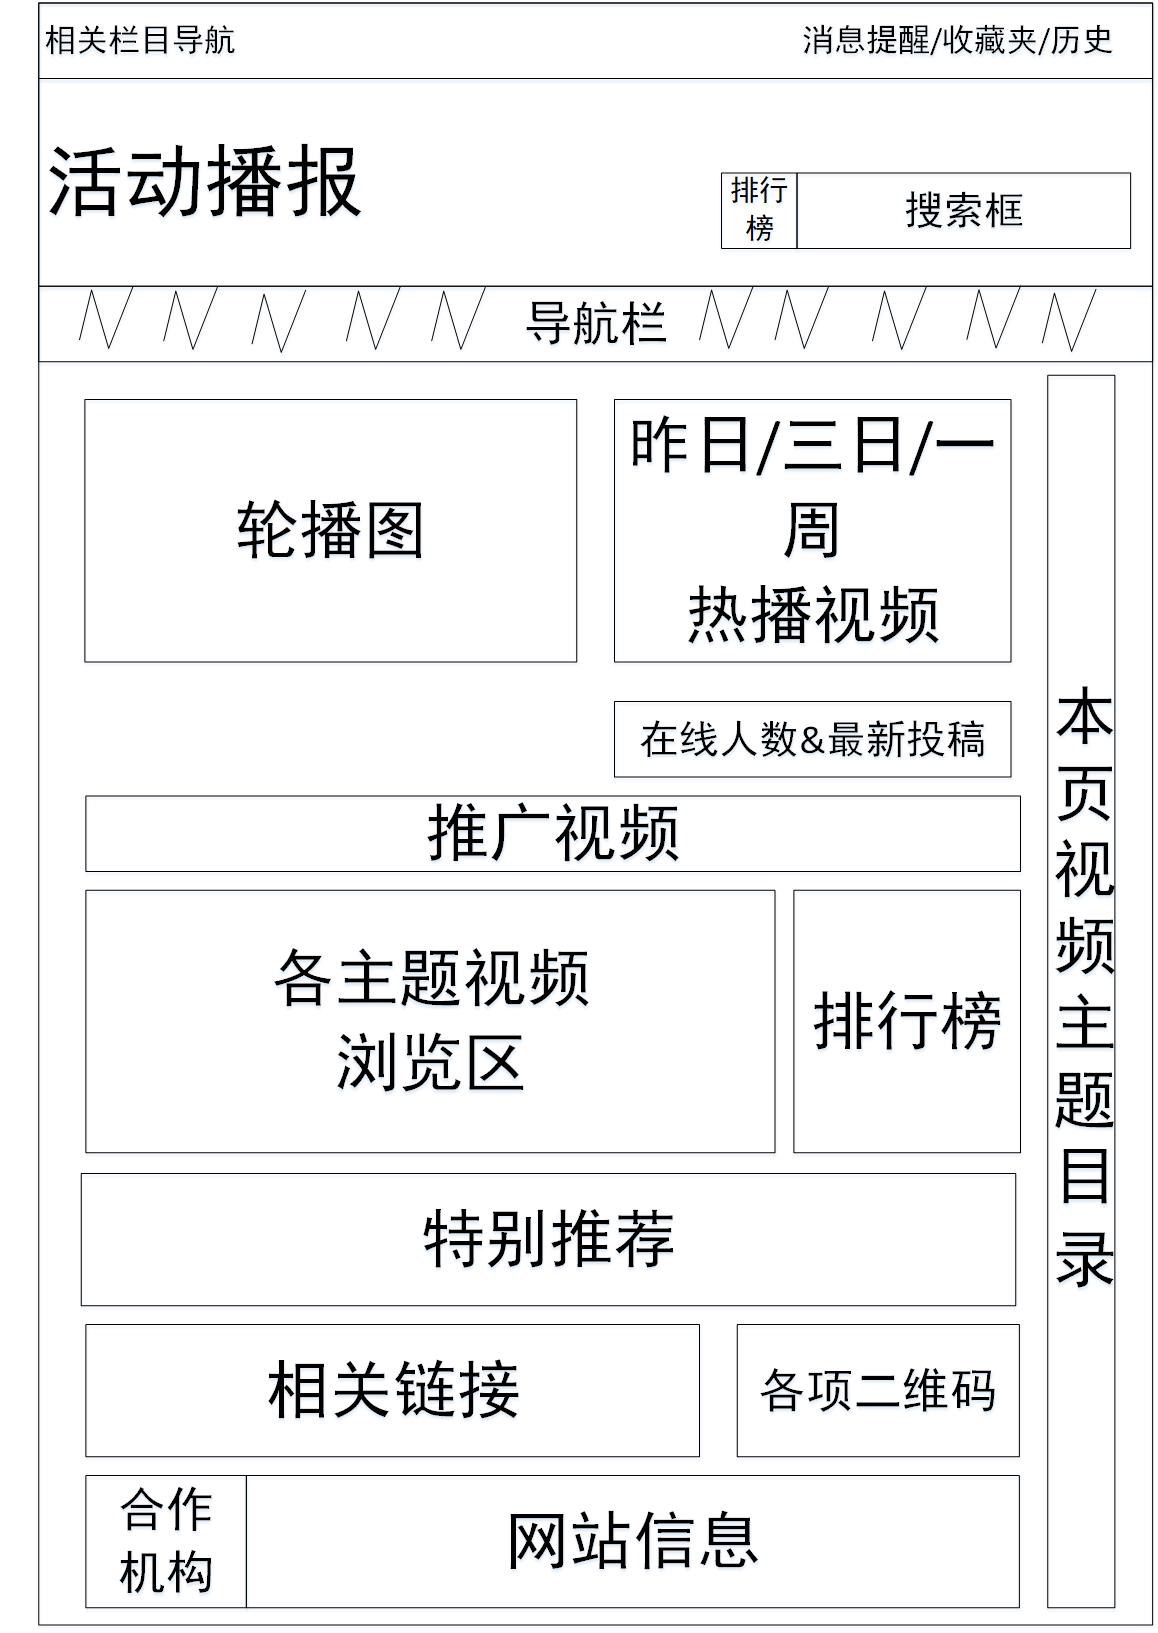 相关栏目导航
消息提醒/收藏夹/历史
活动播报
排行
榜
搜索框
导航栏
轮播图
昨日/三日/一
周
热播视频
在线人数&最新投稿
推广视频
各主题视频
浏览区
排行榜
本页视频主题目录
特别推荐
相关链接
各项二维码
合作
机构
网站信息